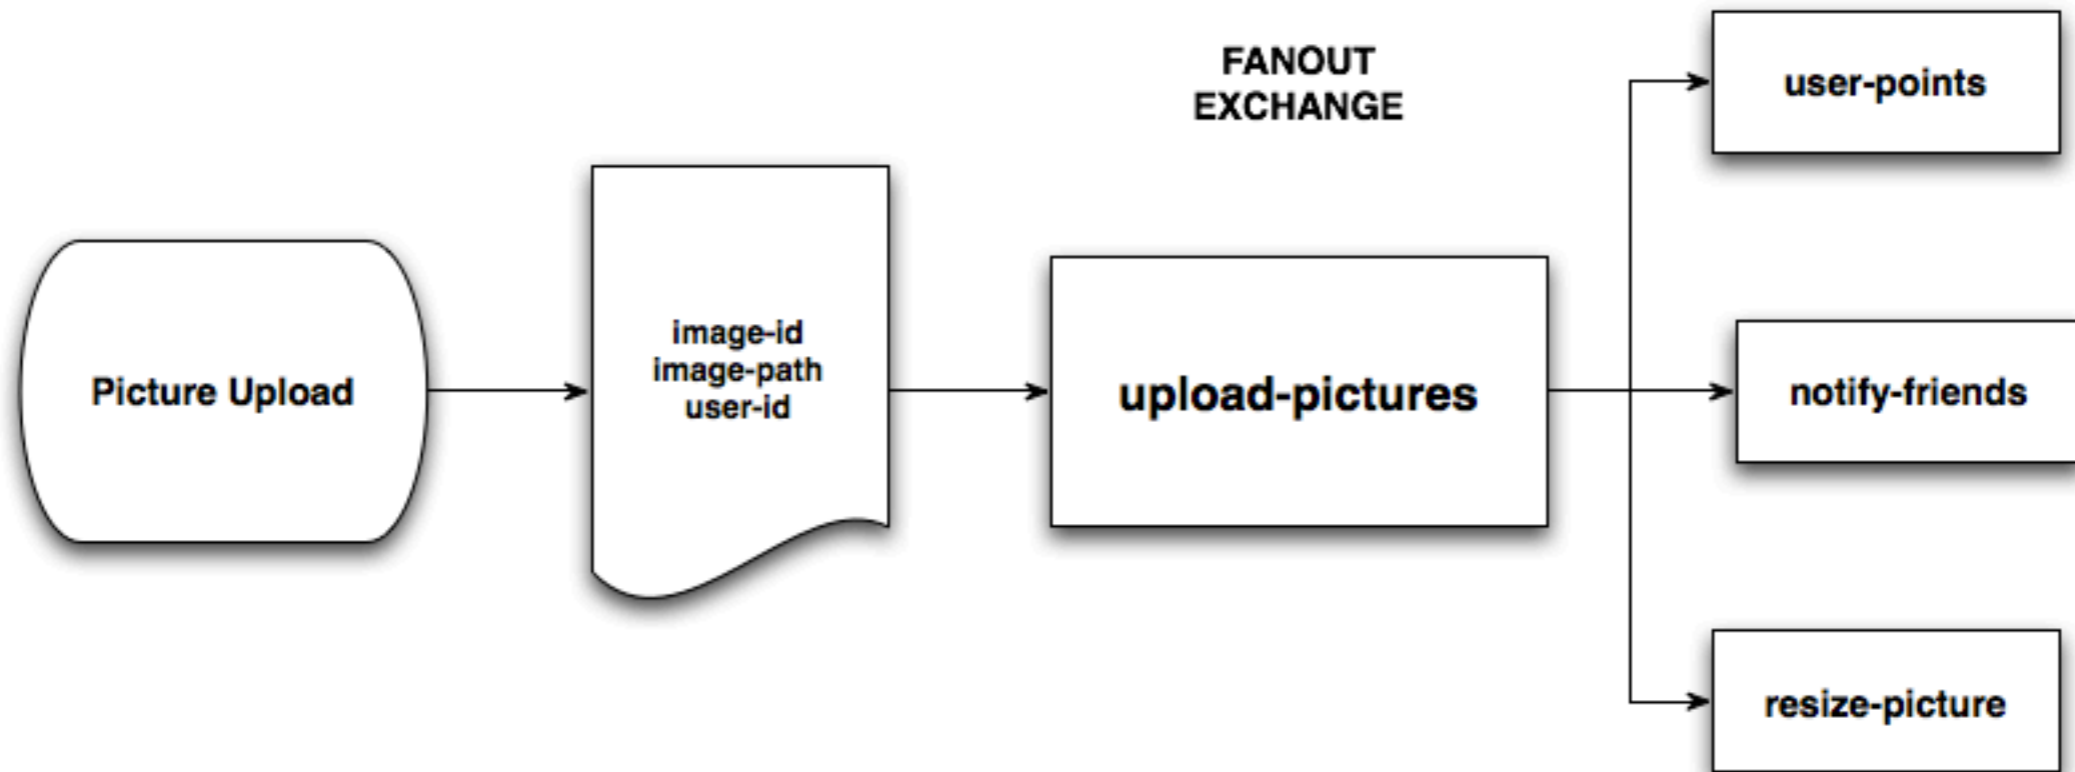 Picture Upload
image-id
image-path
user-id
FANOUT
EXCHANGE
upload-pictures
user-points
notify-friends
resize-picture